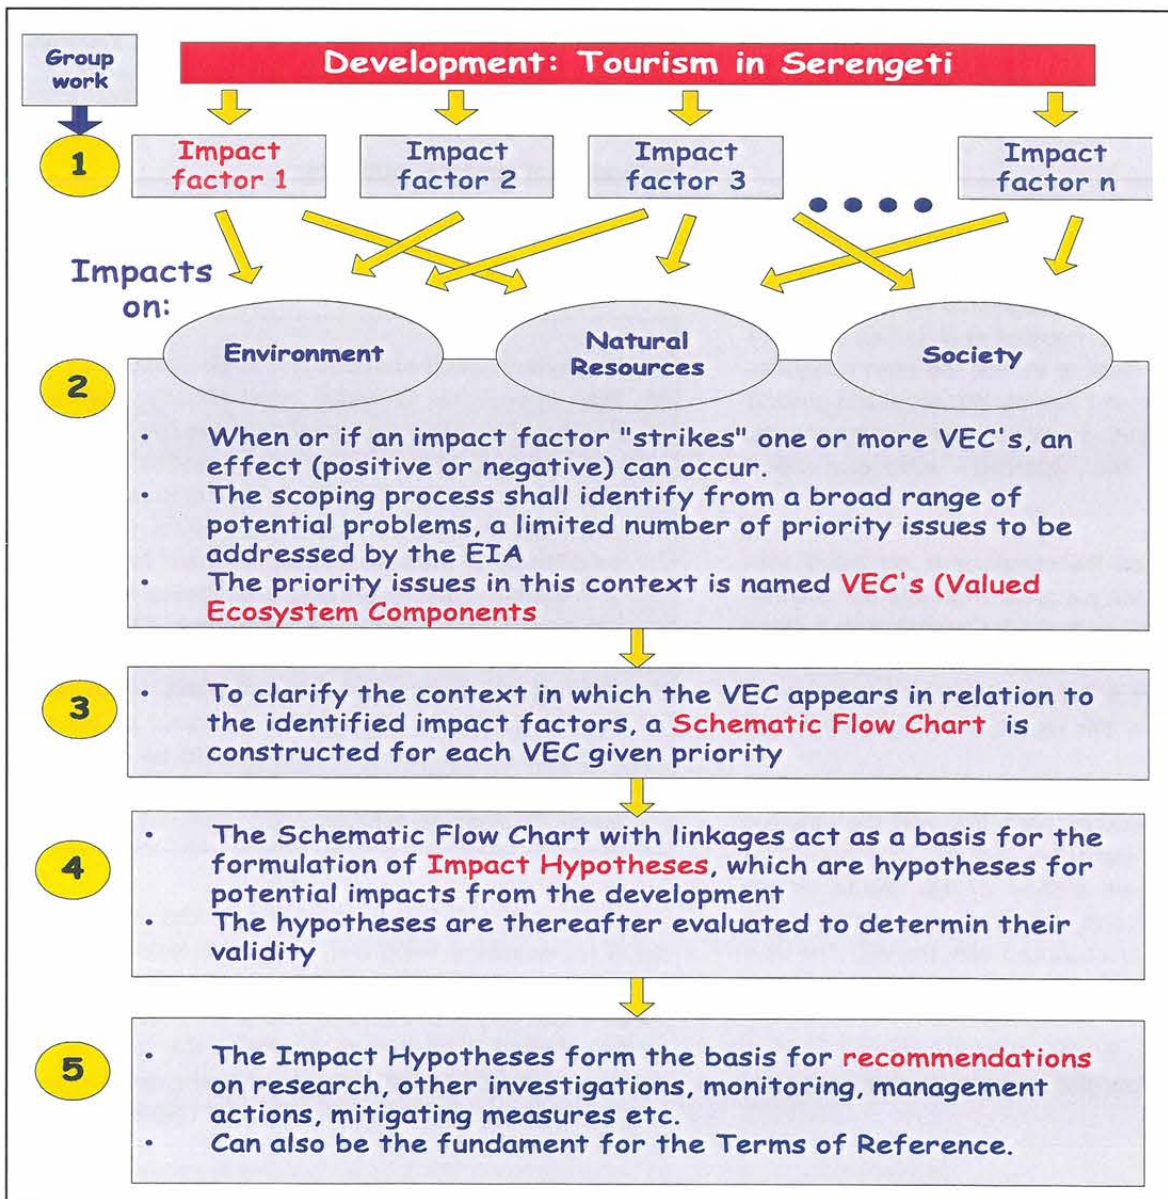 Group
work
Development: Tourism in Serengeti
1
Impact
factor 1
Impact
factor 2
Impact
factor 3
Impact
factor n
Impacts
on:
Environment
Natural
Resources
Society
2
• When or if an impact factor "strikes" one or more VEC's, an
effect (positive or negative) can occur.
• The scoping process shall identify from a broad range of
potential problems, a limited number of priority issues to be
addressed by the EIA
• The priority issues in this context is named VEC's (Valued
Ecosystem Components
3
• To clarify the context in which the VEC appears in relation to
the identified impact factors, a Schematic Flow Chart is
constructed for each VEC given priority
4
• The Schematic Flow Chart with linkages act as a basis for the
formulation of Impact Hypotheses, which are hypotheses for
potential impacts from the development
• The hypotheses are thereafter evaluated to determin their
validity
5
• The Impact Hypotheses form the basis for recommendations
on research, other investigations, monitoring, management
actions, mitigating measures etc.
• Can also be the fundament for the Terms of Reference.